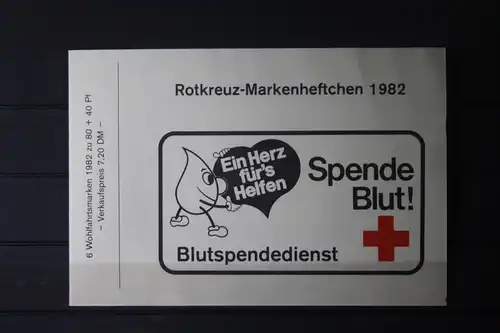 Rotkreuz-Markenheftchen 1982
Ein Herz
für's
Helfen
Spende
Blut!
Blutspendedienst
6 Wohlfahrtsmarken 1982 zu 80 + 40 Pf
– Verkaufspreis 7,20 DM –